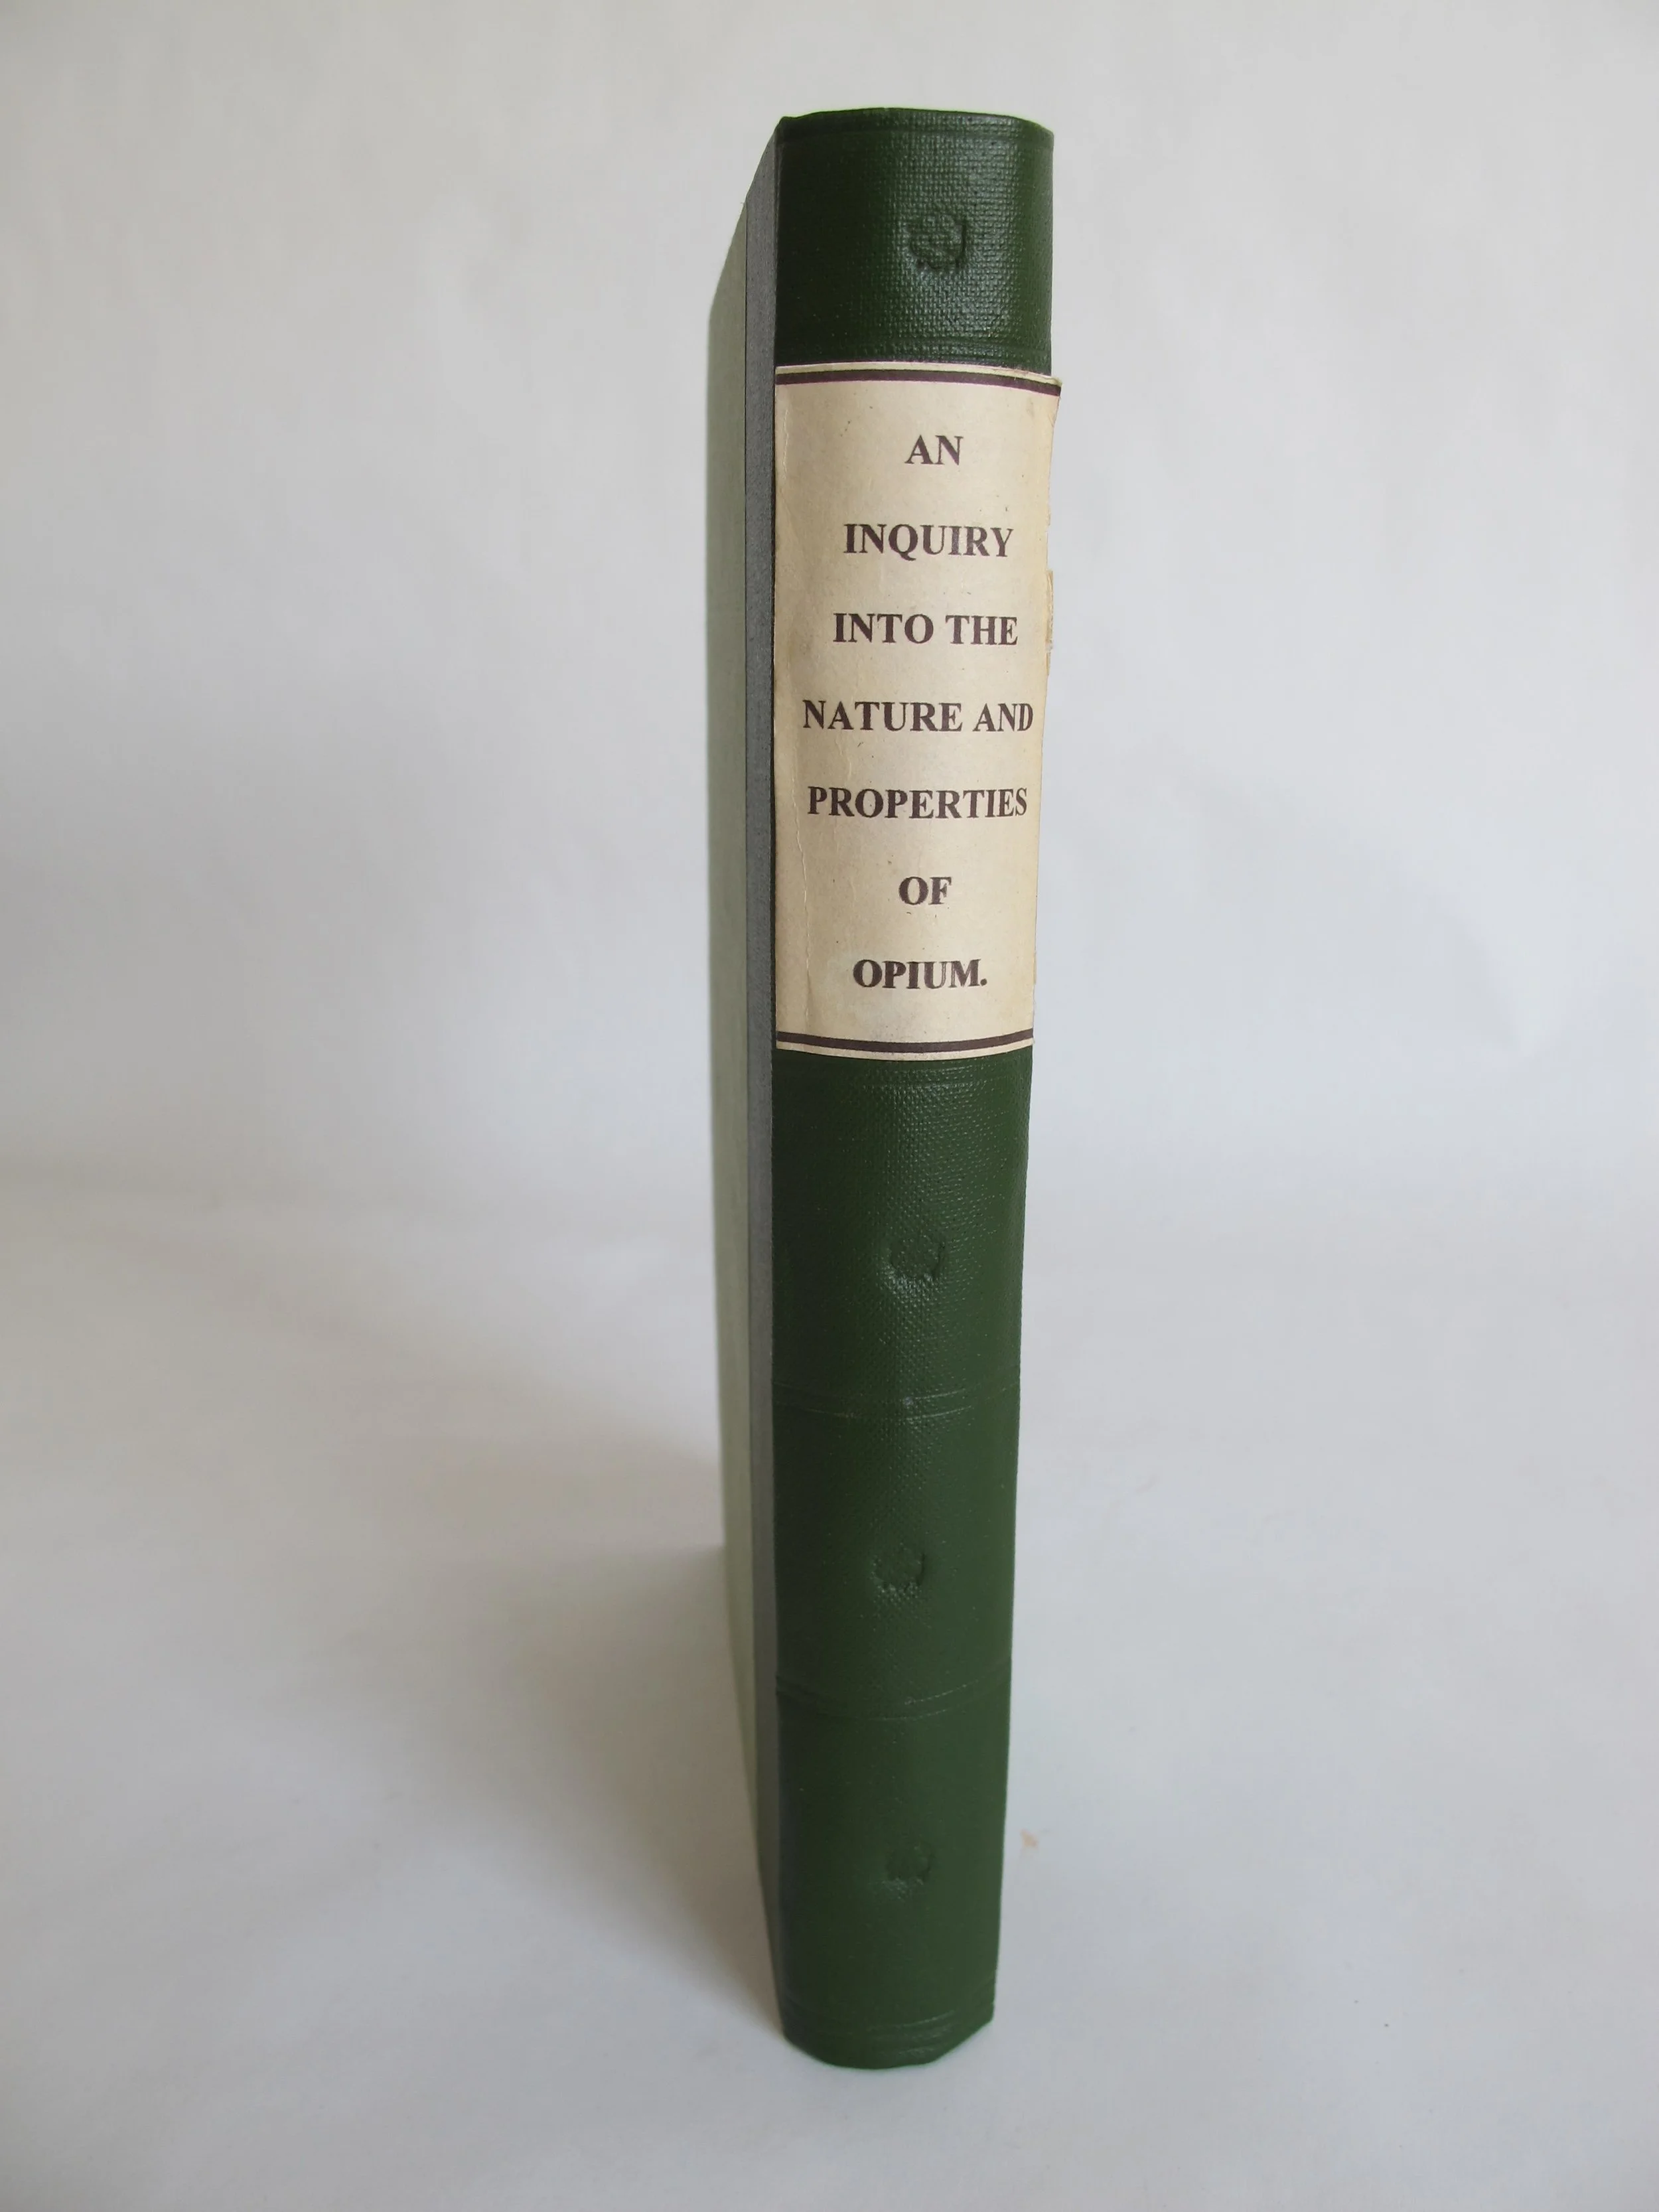 AN
INQUIRY
INTO THE
NATURE AND
PROPERTIES
OF
OPIUM.